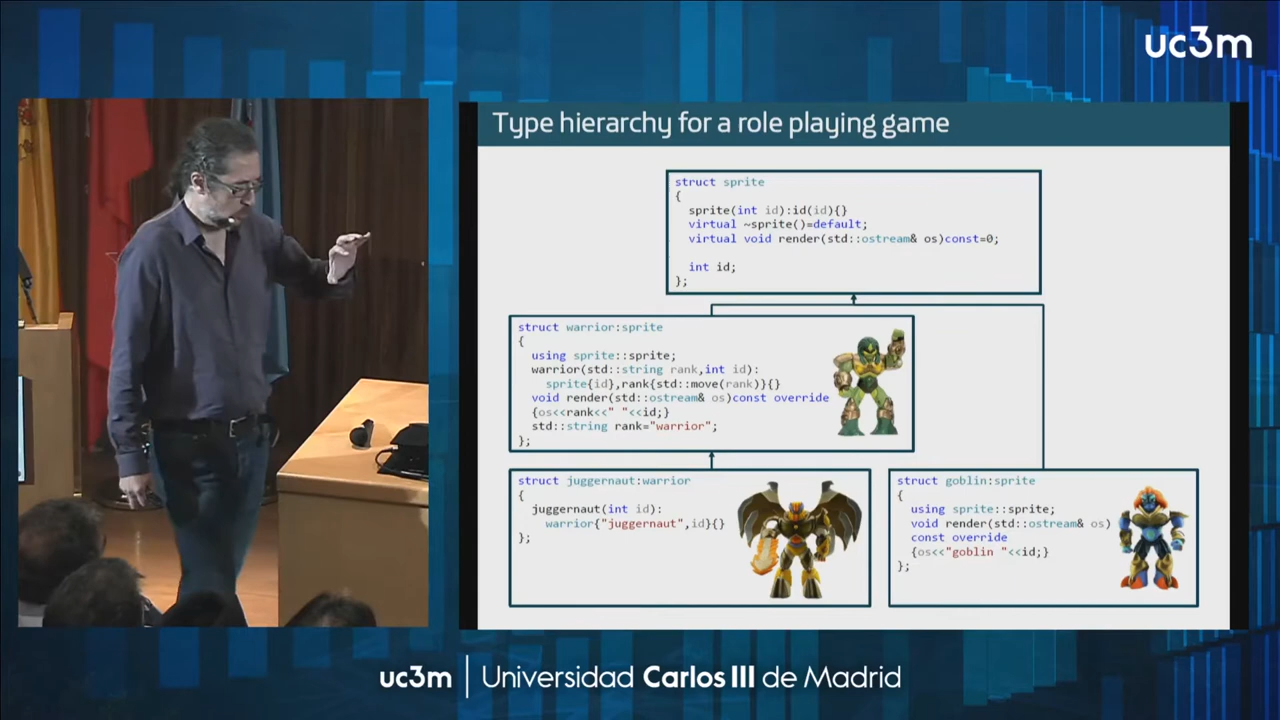 uc3m
Type hierarchy for a role playing game
struct sprite
{
sprite(int id):id(id){}
virtual ~sprite()=default;
virtual void render(std::ostream& os)const=0;
int id;
};
struct warrior:sprite
{
using sprite::sprite;
warrior(std::string rank,int id):
sprite{id},rank{std::move(rank)}{}
void render(std::ostream& os)const override
{os<<rank<<" "<<id;}
std::string rank="warrior";
};
struct juggernaut:warrior
{
juggernaut(int id):
warrior{"juggernaut",id}{}
};
struct goblin:sprite
{
using sprite::sprite;
void render(std::ostream& os)
const override
{os<<"goblin "<<id;}
};
uc3m | Universidad Carlos III de Madrid